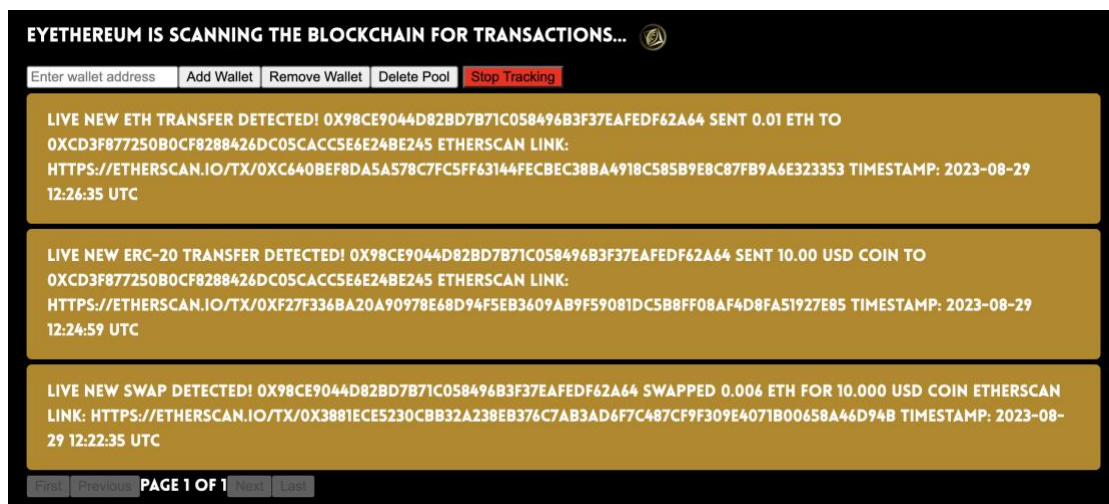 EYETHEREUM IS SCANNING THE BLOCKCHAIN FOR TRANSACTIONS...
Enter wallet address Add Wallet Remove Wallet Delete Pool Stop Tracking
LIVE NEW ETH TRANSFER DETECTED! 0X98CE9044D82BD7B71C058496B3F37EAFEDF62A64 SENT 0.01 ETH TO
0XCD3F877250B0CF8288426DC05CACC5E6E24BE245 ETHERSCAN LINK:
HTTPS://ETHERSCAN.IO/TX/0XC640BEF8DA5A578C7FC5FF63144FECBEC38BA4918C585B9E8C87FB9A6E323353 TIMESTAMP: 2023-08-29
12:26:35 UTC
LIVE NEW ERC-20 TRANSFER DETECTED! 0X98CE9044D82BD7B71C058496B3F37EAFEDF62A64 SENT 10.00 USD COIN TO
0XCD3F877250B0CF8288426DC05CACC5E6E24BE245 ETHERSCAN LINK:
HTTPS://ETHERSCAN.IO/TX/0XF27F336BA20A90978E68D94F5EB3609AB9F59081DC5B8FF08AF4D8FA51927E85 TIMESTAMP: 2023-08-29
12:24:59 UTC
LIVE NEW SWAP DETECTED! 0X98CE9044D82BD7B71C058496B3F37EAFEDF62A64 SWAPPED 0.006 ETH FOR 10.000 USD COIN ETHERSCAN
LINK: HTTPS://ETHERSCAN.IO/TX/0X3881ECE5230CBB32A238EB376C7AB3AD6F7C487CF9F309E4071B00658A46D94B TIMESTAMP: 2023-08-
29 12:22:35 UTC
First Previous PAGE 1 OF 1 Next Last